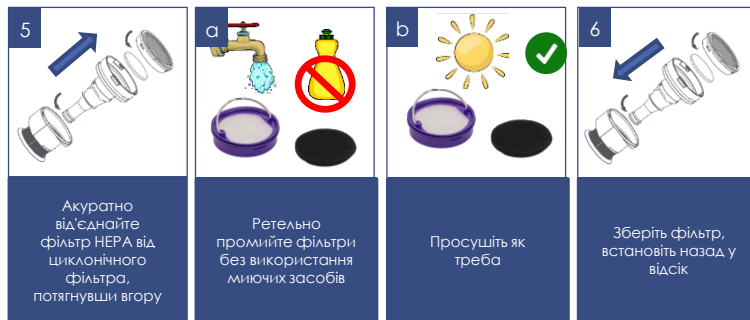 5
Акуратно
від'єднайте
фільтр HEPA від
циклонічного
фільтра,
потягнувши вгору
a
Ретельно
промийте фільтри
без використання
миючих засобів
b
Просушіть як
треба
6
Зберіть фільтр,
встановіть назад у
відсік